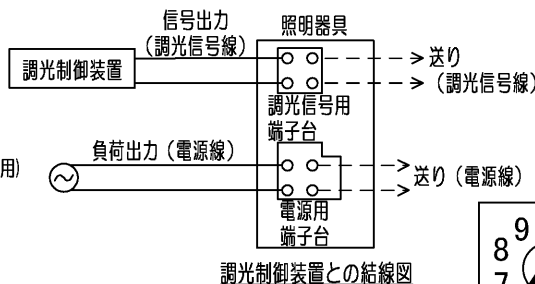 信号出力
（調光信号線）
照明器具
調光制御装置
送り
（調光信号線）
調光信号用
端子台
負荷出力（電源線）
用)
送り（電源線）
電源用
端子台
調光制御装置との結線図
9
8
7